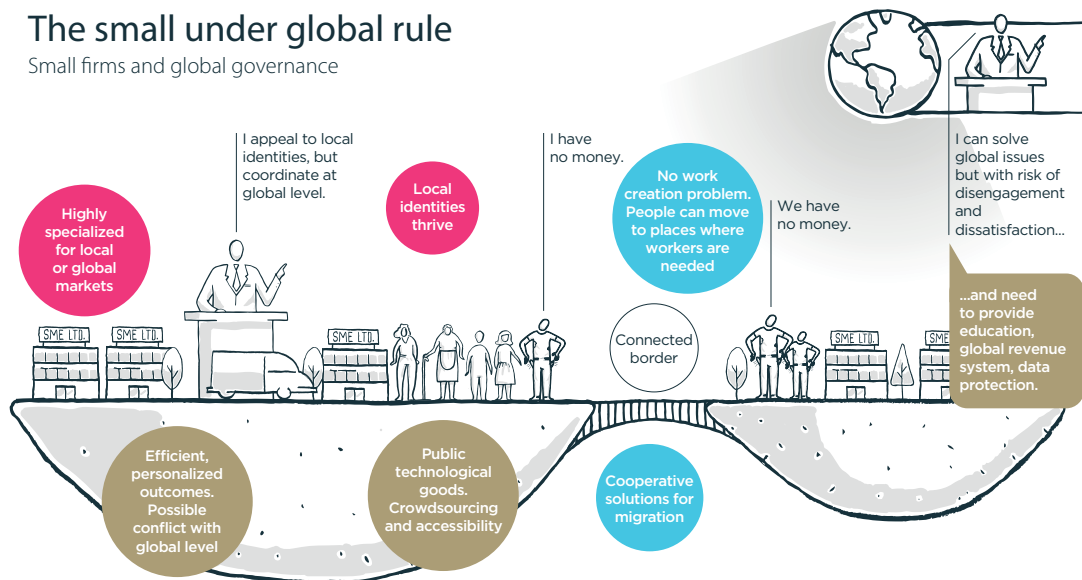 The small under global rule
Small firms and global governance
I appeal to local
identities, but
coordinate at
global level.
I have
no money.
I can solve
global issues
but with risk of
disengagement
and
dissatisfaction...
Highly
specialized
for local
or global
markets
Local
identities
thrive
No work
creation problem.
People can move
to places where
workers are
needed
We have
no money.
...and need
to provide
education,
global revenue
system, data
protection.
SME LTD.
SME LTD.
SME LTD.
Connected
border
SME LTD.
SME LTD.
Efficient,
personalized
outcomes.
Possible
conflict with
global level
Public
technological
goods.
Crowdsourcing
and accessibility
Cooperative
solutions for
migration